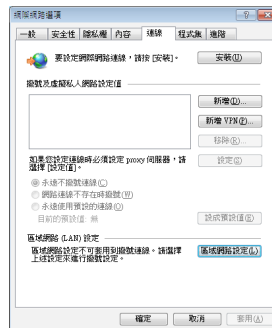 網際網路選項
一般 安全性 隱私權 內容 連線 程式集 進階
要設定網際網路連線，請按 [安裝]。
安裝(U)
撥號及虛擬私人網路設定值
新增(D)...
新增 VPN(P)...
移除(R)...
如果您設定連線時必須設定 proxy 伺服器，請選擇 [設定值]。
設定(S)
永遠不撥號連線(C)
網路連線不存在時撥號(W)
永遠使用預設的連線(O)
目前的預設值: 無
設成預設值(E)
區域網路 (LAN) 設定
區域網路設定不可套用到撥號連線。請選擇
上述設定來進行撥號設定。
區域網路設定(L)
確定 取消 套用(A)